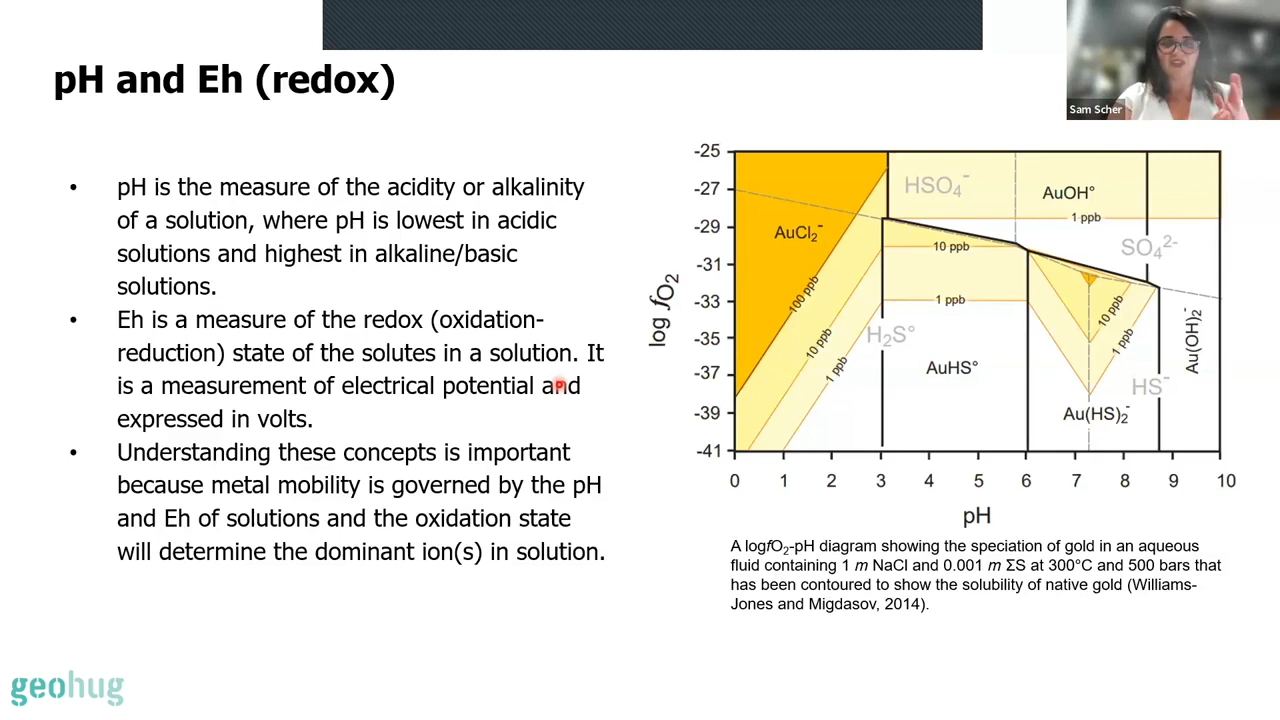 pH and Eh (redox)
Sam Scher
• pH is the measure of the acidity or alkalinity
of a solution, where pH is lowest in acidic
solutions and highest in alkaline/basic
solutions.
• Eh is a measure of the redox (oxidation-
reduction) state of the solutes in a solution. It
is a measurement of electrical potential and
expressed in volts.
• Understanding these concepts is important
because metal mobility is governed by the pH
and Eh of solutions and the oxidation state
will determine the dominant ion(s) in solution.
log fO₂
-25
-27
-29
-31
-33
-35
-37
-39
-41
HSO₄⁻
AuOH°
AuCl₂⁻
1 ppb
10 ppb
SO₄²⁻
100 ppb
10 ppb
1 ppb
1 ppb
H₂S°
AuHS°
10 ppb
1 ppb
HS⁻
Au(HS)₂⁻
Au(OH)₂⁻
0 1 2 3 4 5 6 7 8 9 10
pH
A logfO₂-pH diagram showing the speciation of gold in an aqueous
fluid containing 1 m NaCl and 0.001 m ΣS at 300°C and 500 bars that
has been contoured to show the solubility of native gold (Williams-
Jones and Migdasov, 2014).
geohug